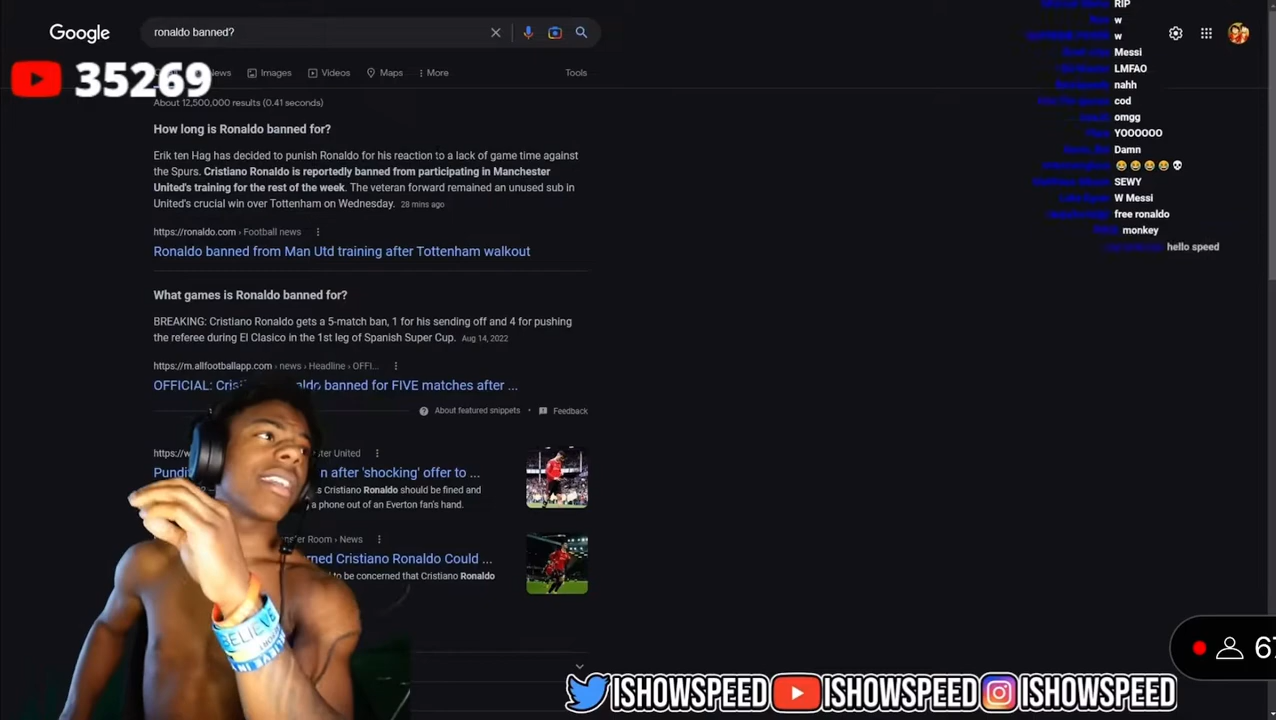 Google
ronaldo banned?
35269
News
Images
Videos
Maps
More
Tools
About 12,500,000 results (0.41 seconds)
How long is Ronaldo banned for?
Erik ten Hag has decided to punish Ronaldo for his reaction to a lack of game time against
the Spurs. Cristiano Ronaldo is reportedly banned from participating in Manchester
United's training for the rest of the week. The veteran forward remained an unused sub in
United's crucial win over Tottenham on Wednesday. 28 mins ago
https://ronaldo.com › Football news
Ronaldo banned from Man Utd training after Tottenham walkout
What games is Ronaldo banned for?
BREAKING: Cristiano Ronaldo gets a 5-match ban, 1 for his sending off and 4 for pushing
the referee during El Clasico in the 1st leg of Spanish Super Cup. Aug 14, 2022
https://m.allfootballapp.com › news › Headline › OFFI...
OFFICIAL: banned for FIVE matches after ...
About featured snippets • Feedback
United
after 'shocking' offer to ...
Cristiano Ronaldo should be fined and
a phone out of an Everton fan's hand.
Room › News
Cristiano Ronaldo Could ...
to be concerned that Cristiano Ronaldo
BELIEVE
RIP
w
w
Messi
LMFAO
nahh
cod
omgg
YOOOOOO
Damn
😂😂😂😂💀
SEWY
W Messi
free ronaldo
monkey
hello speed
ISHOWSPEED ISHOWSPEED ISHOWSPEED